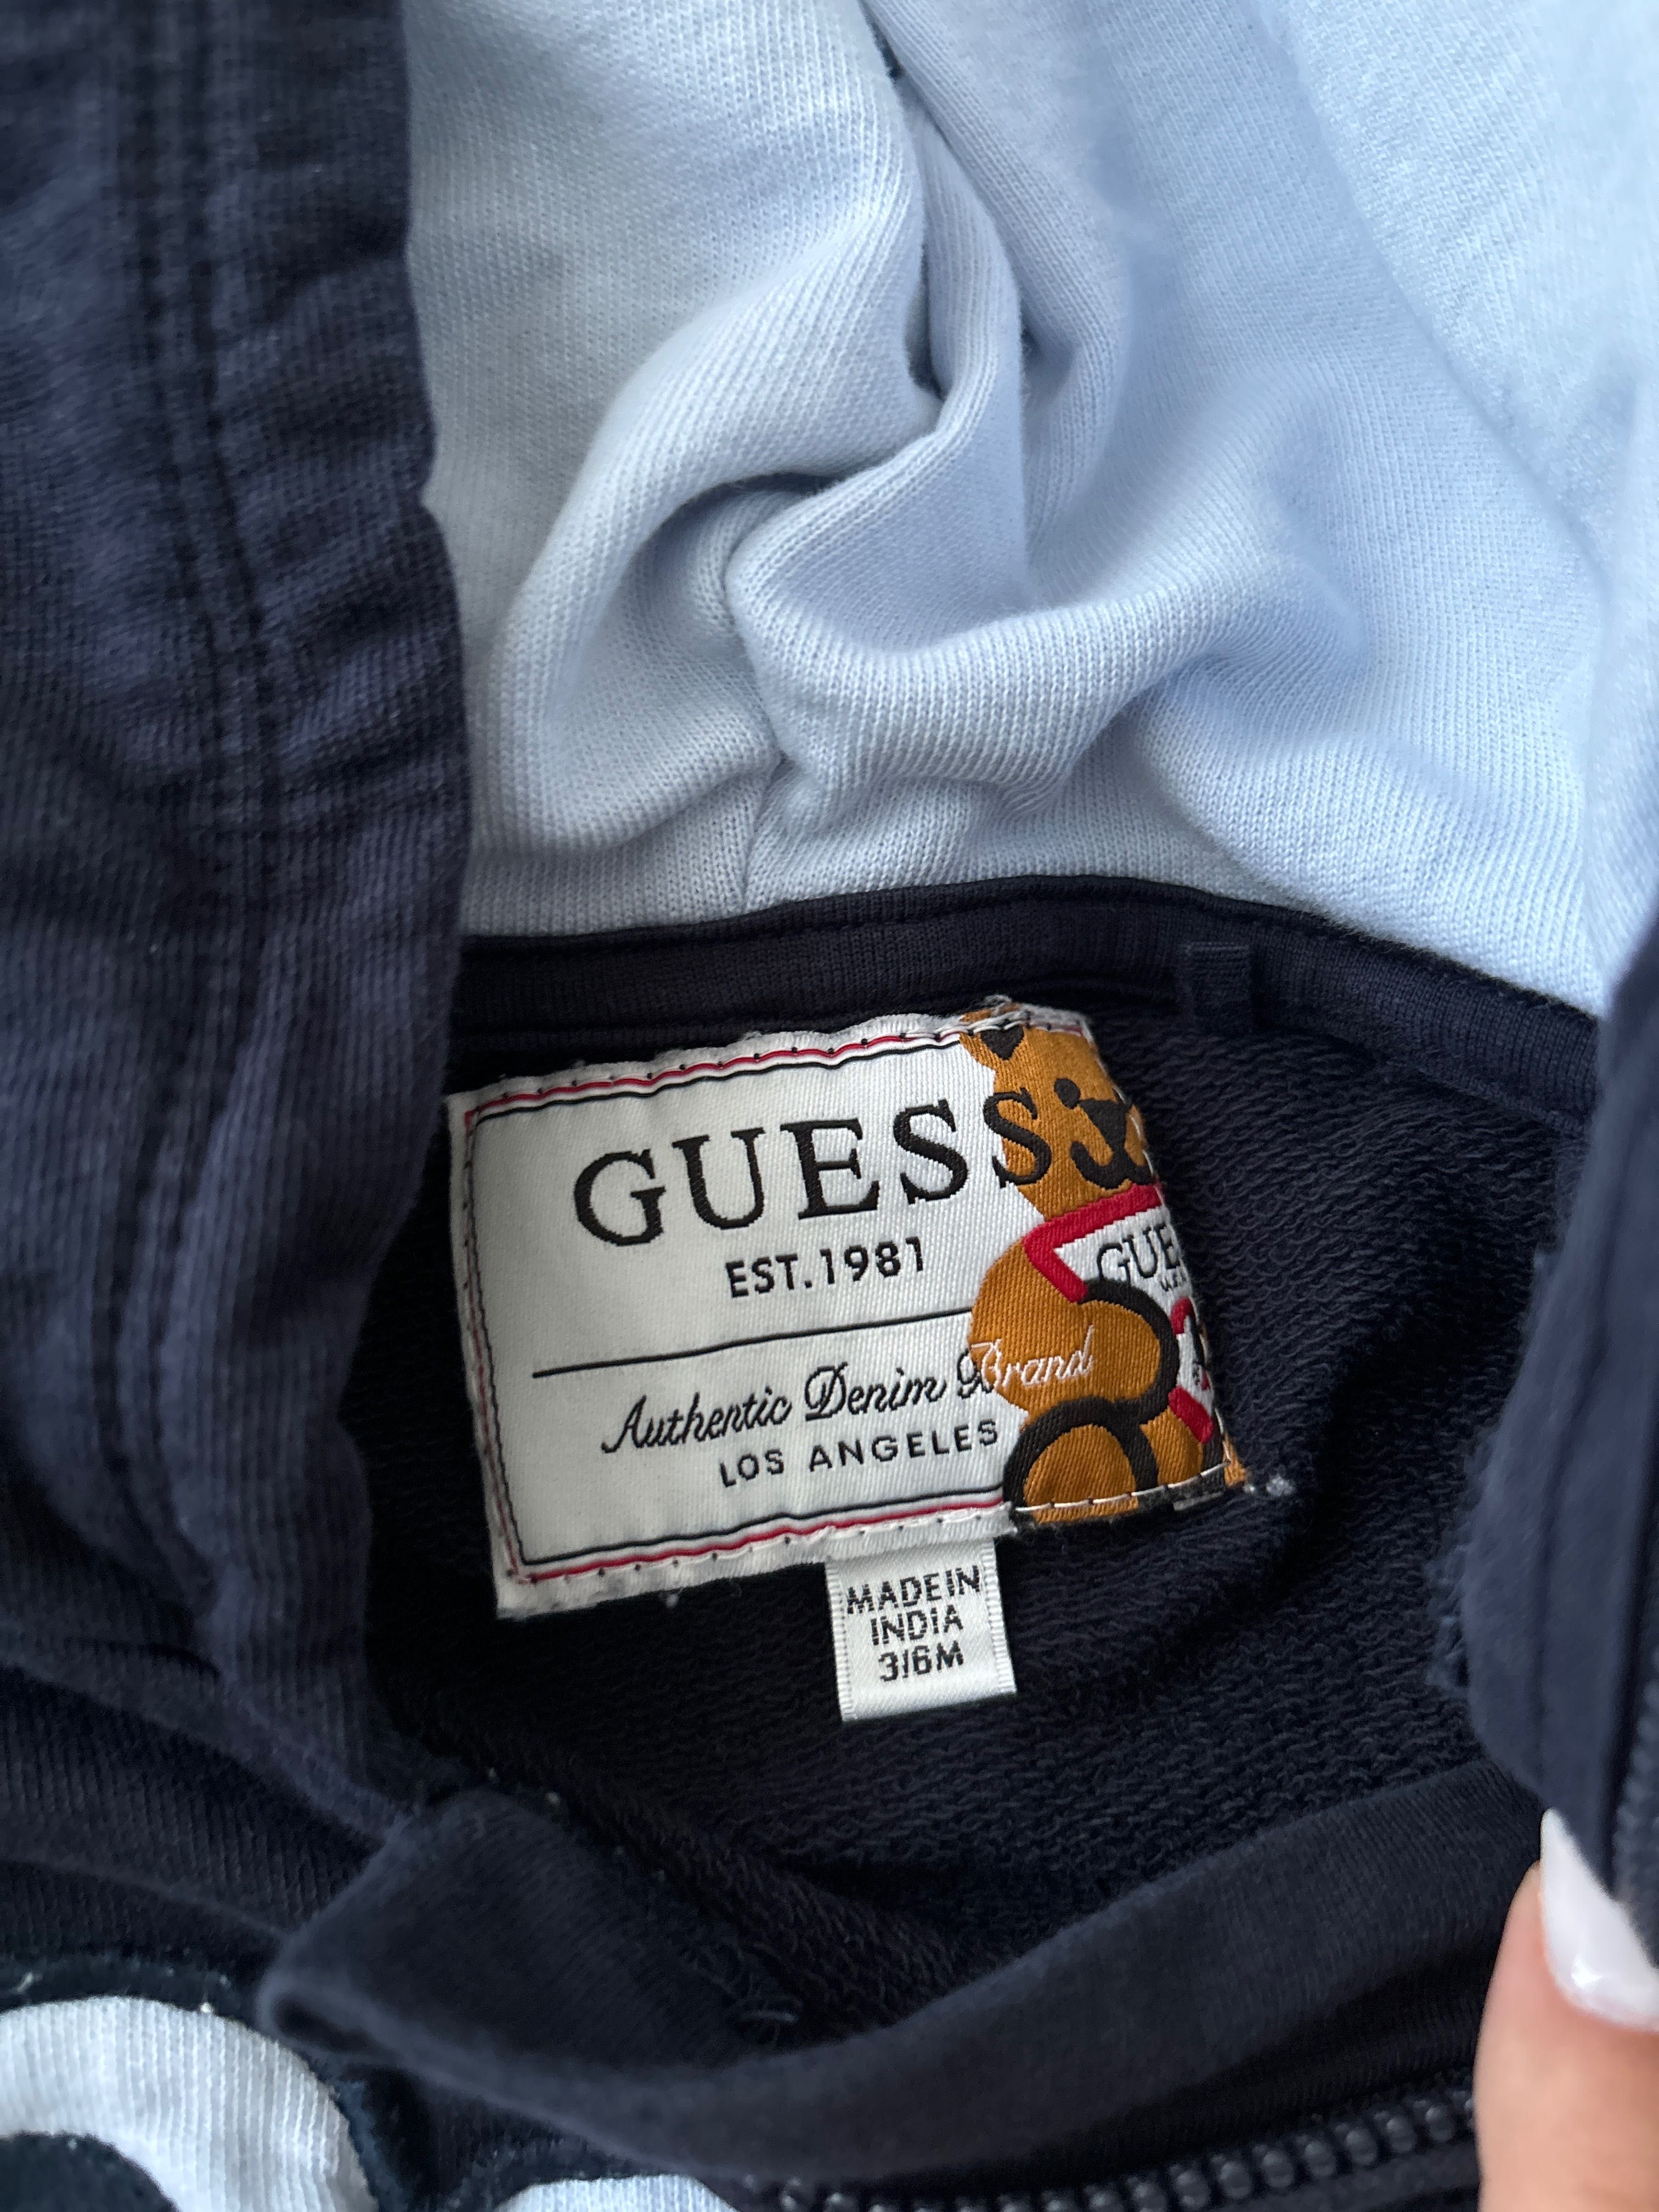 GUESS
EST.1981
Authentic Denim Brand
LOS ANGELES
MADE IN
INDIA
3/6M